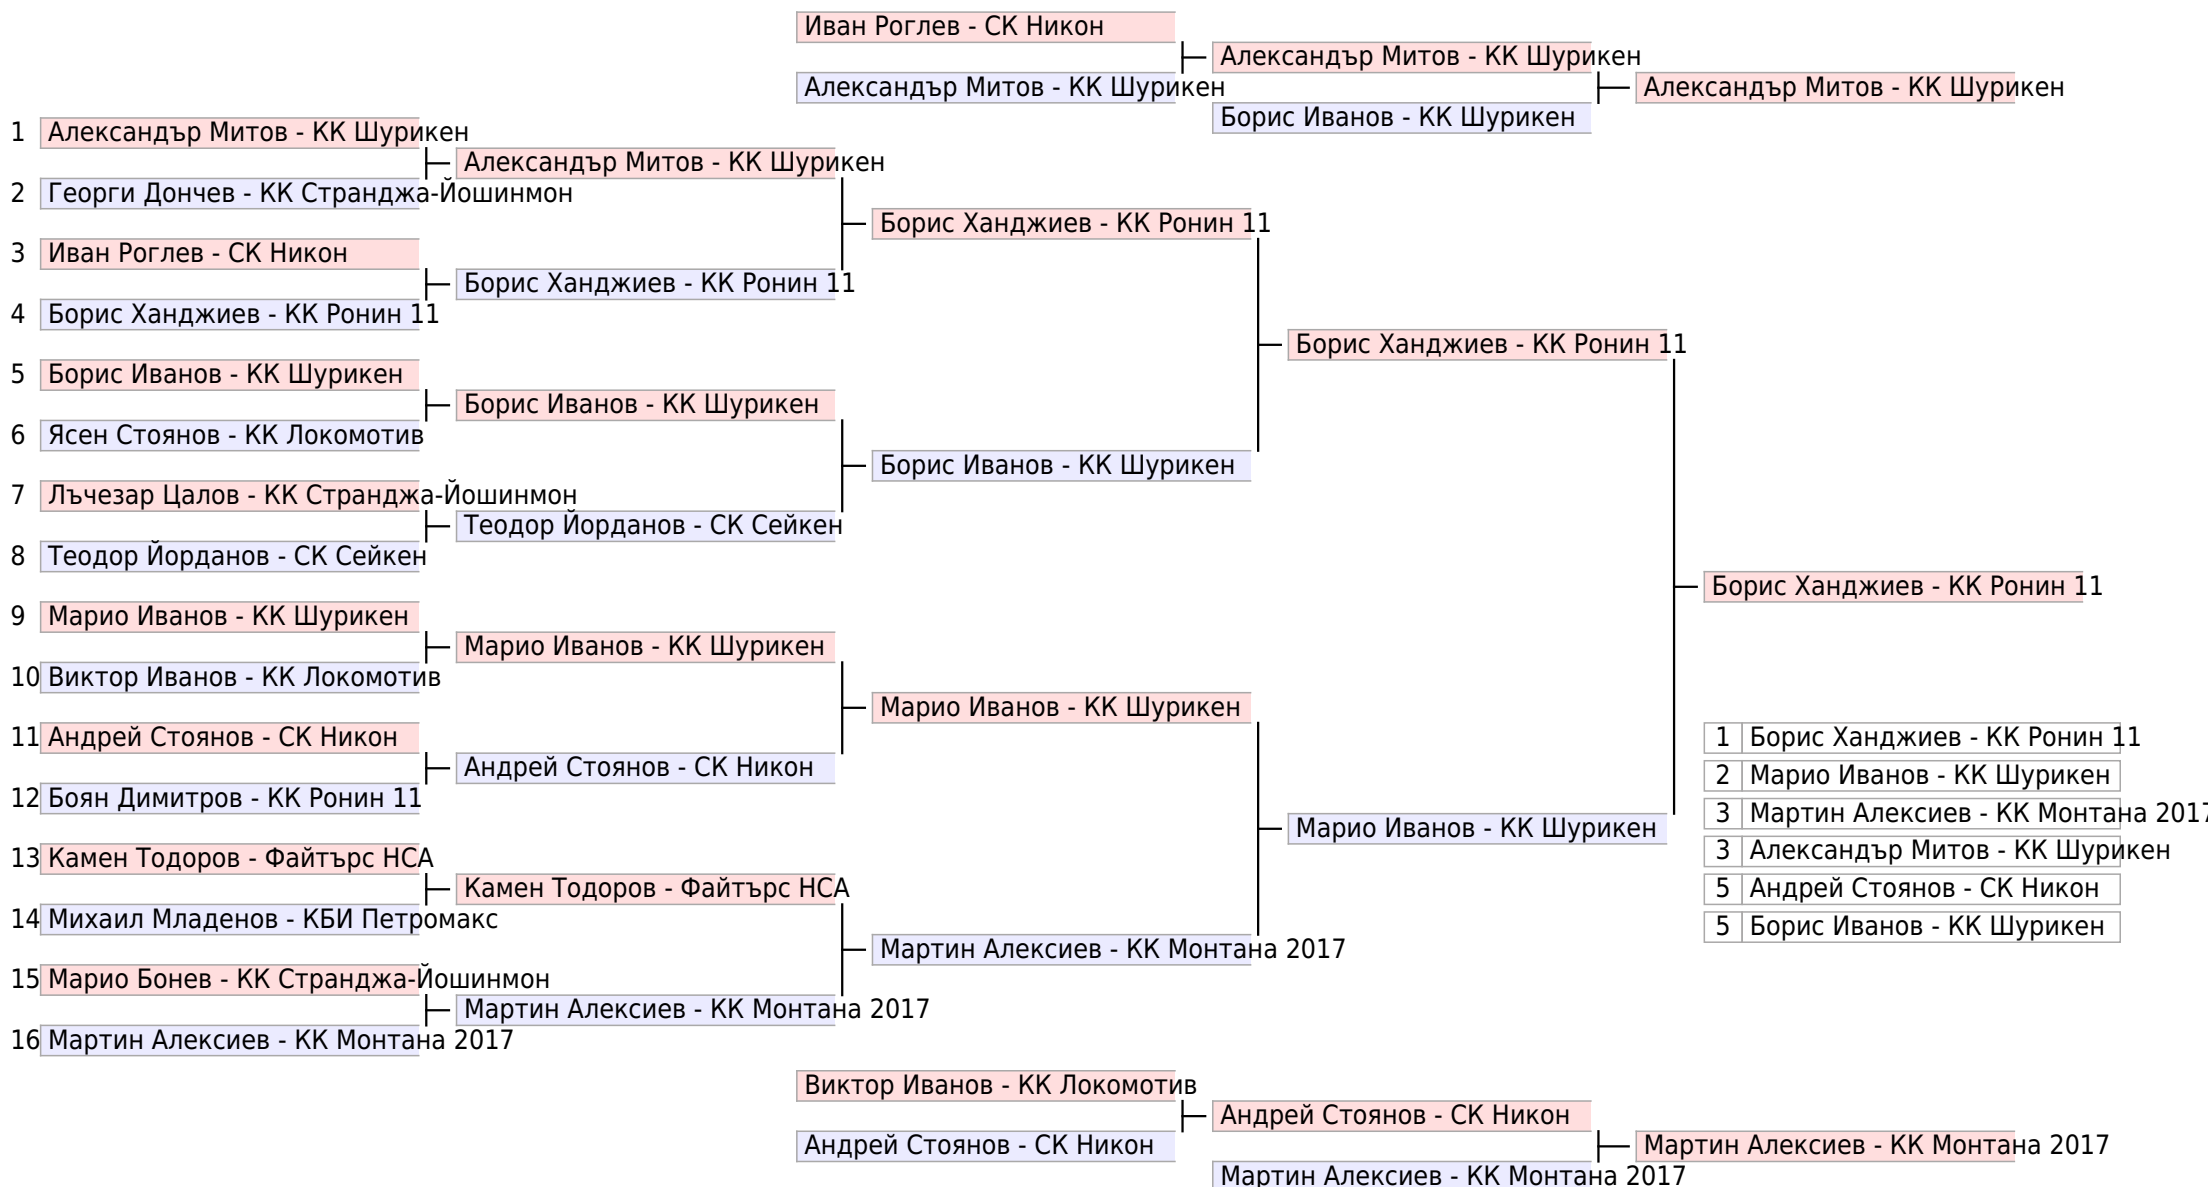 Иван Роглев - СК Никон
Александър Митов - КК Шурикен
Александър Митов - КК Шурикен
Борис Иванов - КК Шурикен
Александър Митов - КК Шурикен
1 Александър Митов - КК Шурикен
2 Георги Дончев - КК Странджа-Йошинмон
3 Иван Роглев - СК Никон
4 Борис Ханджиев - КК Ронин 11
5 Борис Иванов - КК Шурикен
6 Ясен Стоянов - КК Локомотив
7 Лъчезар Цалов - КК Странджа-Йошинмон
8 Теодор Йорданов - СК Сейкен
9 Марио Иванов - КК Шурикен
10 Виктор Иванов - КК Локомотив
11 Андрей Стоянов - СК Никон
12 Боян Димитров - КК Ронин 11
13 Камен Тодоров - Файтърс НСА
14 Михаил Младенов - КБИ Петромакс
15 Марио Бонев - КК Странджа-Йошинмон
16 Мартин Алексиев - КК Монтана 2017
Александър Митов - КК Шурикен
Борис Ханджиев - КК Ронин 11
Борис Иванов - КК Шурикен
Теодор Йорданов - СК Сейкен
Марио Иванов - КК Шурикен
Андрей Стоянов - СК Никон
Камен Тодоров - Файтърс НСА
Мартин Алексиев - КК Монтана 2017
Борис Ханджиев - КК Ронин 11
Борис Иванов - КК Шурикен
Марио Иванов - КК Шурикен
Мартин Алексиев - КК Монтана 2017
Борис Ханджиев - КК Ронин 11
Марио Иванов - КК Шурикен
Борис Ханджиев - КК Ронин 11
1 Борис Ханджиев - КК Ронин 11
2 Марио Иванов - КК Шурикен
3 Мартин Алексиев - КК Монтана 2017
3 Александър Митов - КК Шурикен
5 Андрей Стоянов - СК Никон
5 Борис Иванов - КК Шурикен
Виктор Иванов - КК Локомотив
Андрей Стоянов - СК Никон
Андрей Стоянов - СК Никон
Мартин Алексиев - КК Монтана 2017
Мартин Алексиев - КК Монтана 2017